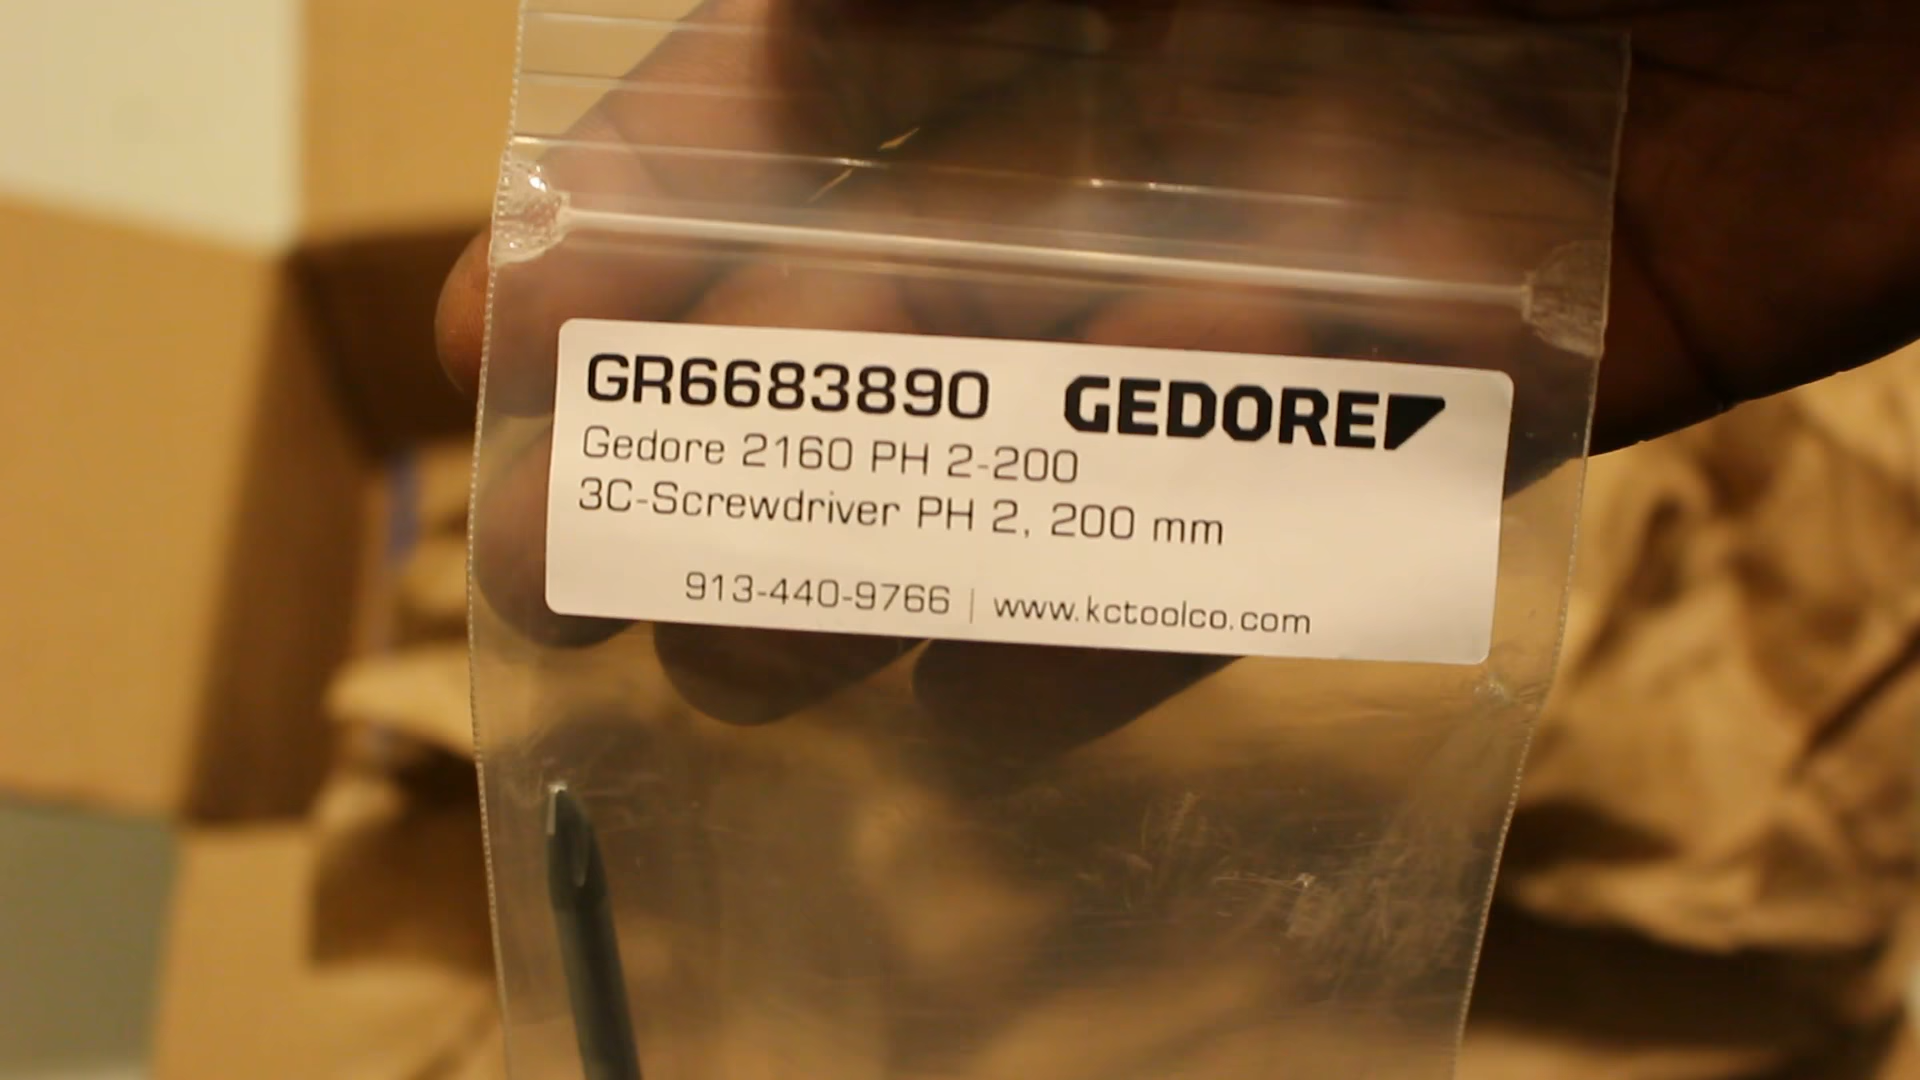 GR6683890 GEDORE
Gedore 2160 PH 2-200
3C-Screwdriver PH 2, 200 mm
913-440-9766 | www.kctoolco.com